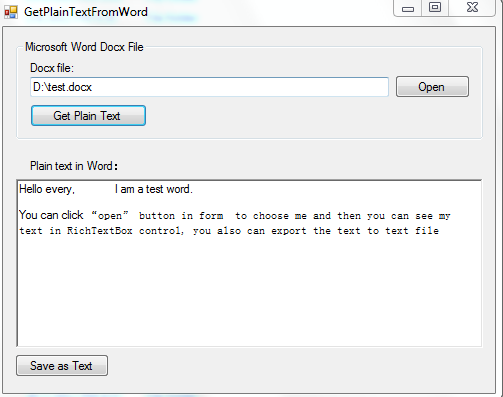 GetPlainTextFromWord
Microsoft Word Docx File
Docx file:
D:\test.docx
Open
Get Plain Text
Plain text in Word：
Hello every, I am a test word.
You can click “open” button in form to choose me and then you can see my
text in RichTextBox control, you also can export the text to text file
Save as Text